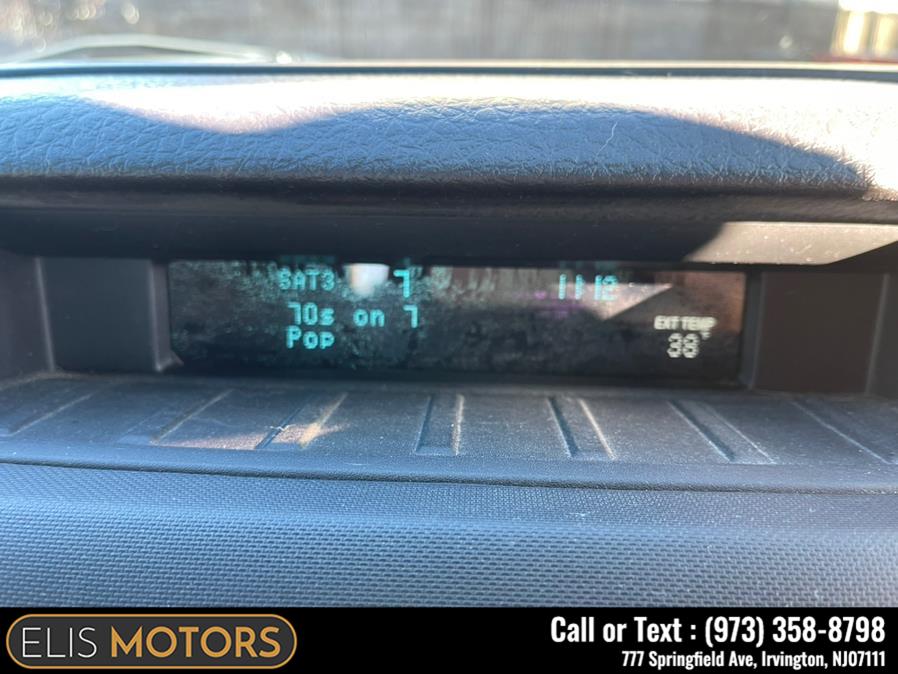 SAT3 7 11:12
70s on 7
Pop
EXT TEMP
38°
ELIS MOTORS
Call or Text : (973) 358-8798
777 Springfield Ave, Irvington, NJ07111